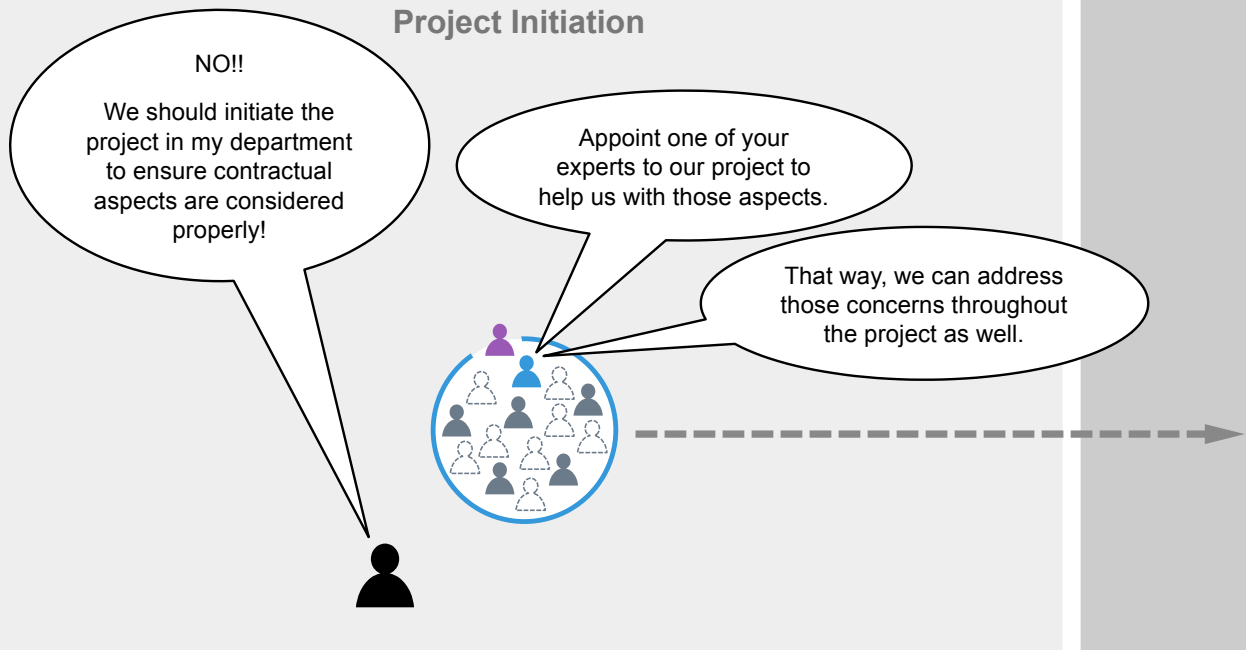 Project Initiation
NO!!
We should initiate the
project in my department
to ensure contractual
aspects are considered
properly!
Appoint one of your
experts to our project to
help us with those aspects.
That way, we can address
those concerns throughout
the project as well.